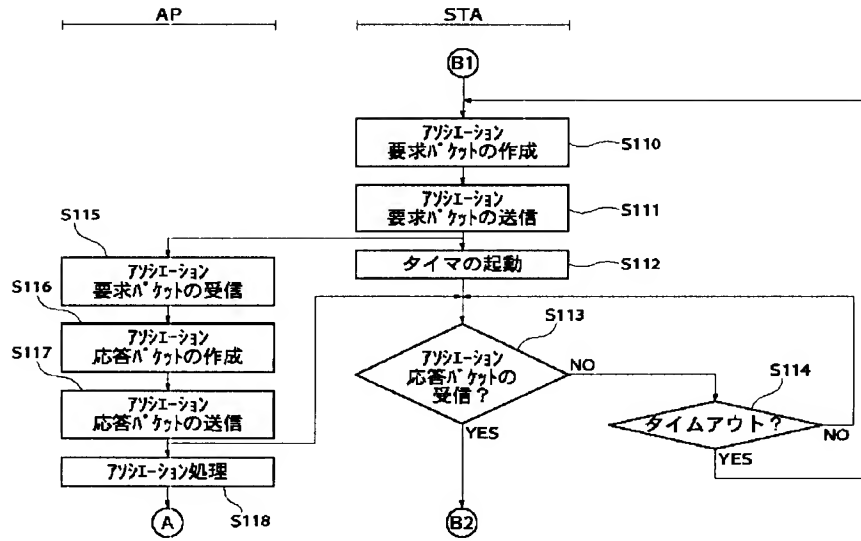 AP
STA
B1
ｱｿｼｴｰｼｮﾝ
要求ﾊﾟｹｯﾄの作成
S110
ｱｿｼｴｰｼｮﾝ
要求ﾊﾟｹｯﾄの送信
S111
タイマの起動
S112
S115
ｱｿｼｴｰｼｮﾝ
要求ﾊﾟｹｯﾄの受信
S116
ｱｿｼｴｰｼｮﾝ
応答ﾊﾟｹｯﾄの作成
S117
ｱｿｼｴｰｼｮﾝ
応答ﾊﾟｹｯﾄの送信
ｱｿｼｴｰｼｮﾝ処理
S118
A
S113
ｱｿｼｴｰｼｮﾝ
応答ﾊﾟｹｯﾄの
受信？
NO
YES
S114
タイムアウト？
NO
YES
B2